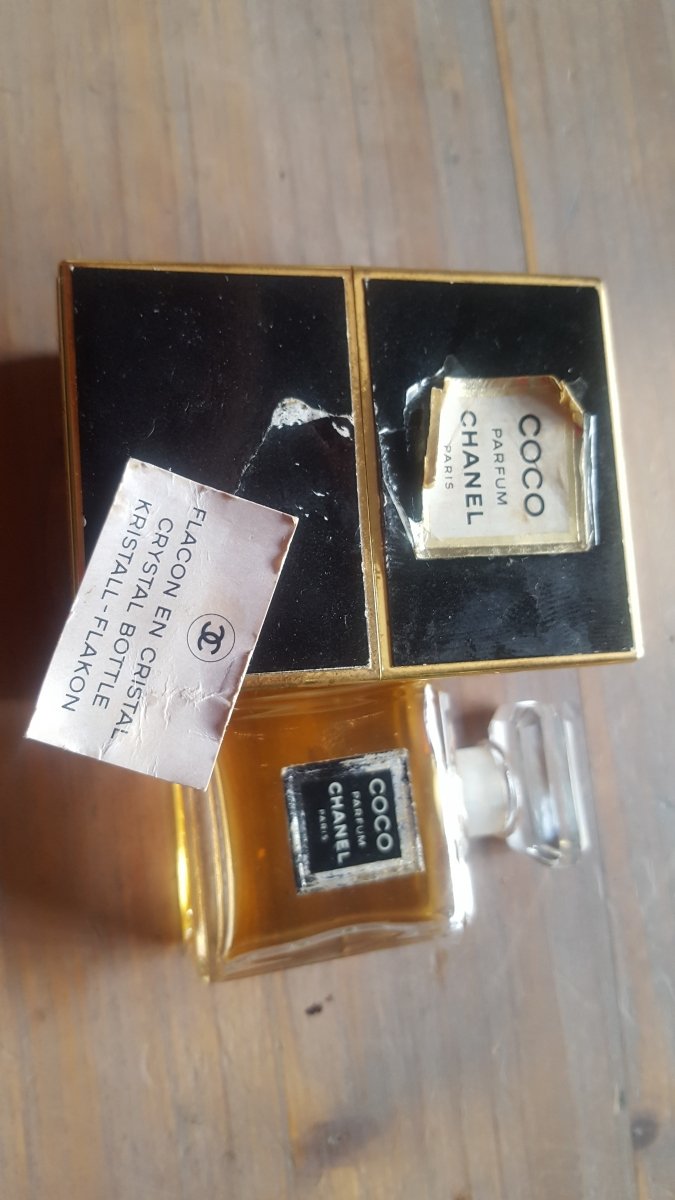 COCO
PARFUM
CHANEL
PARIS
FLACON EN CRISTAL
CRYSTAL BOTTLE
KRISTALL-FLAKON
COCO
PARFUM
CHANEL
PARIS